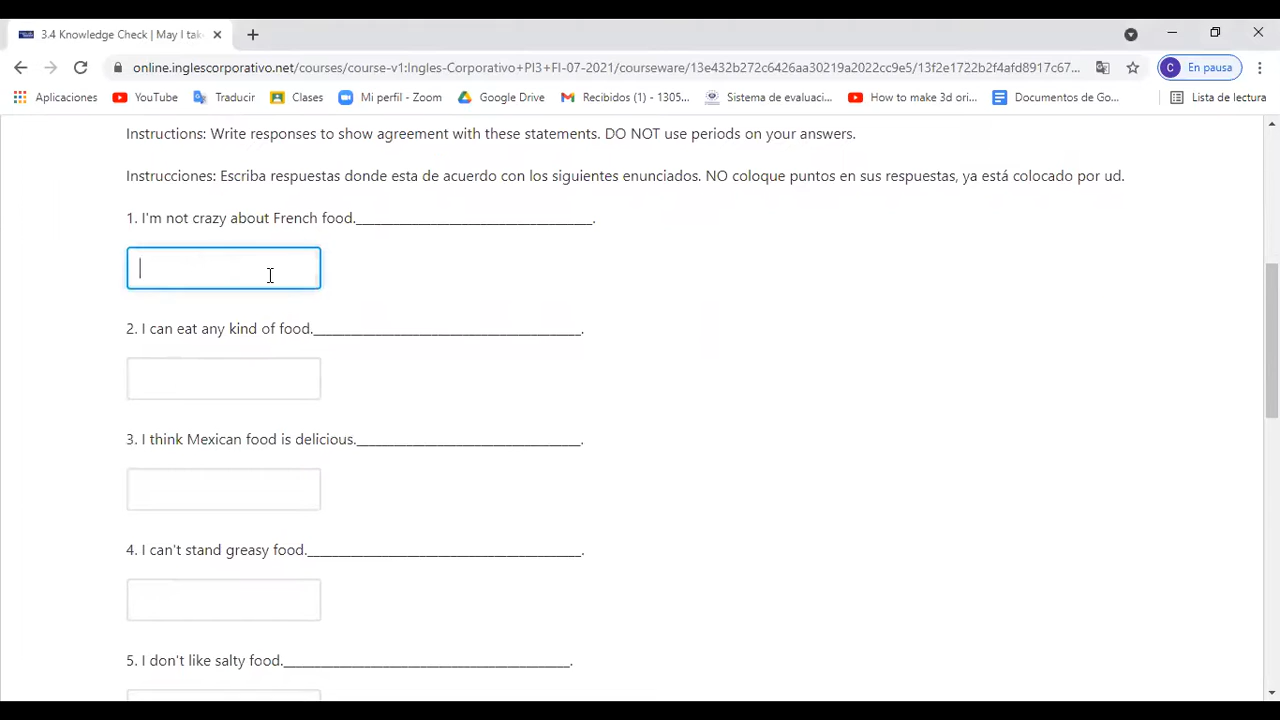 3.4 Knowledge Check | May I tak
online.inglescorporativo.net/courses/course-v1:Ingles-Corporativo+PI3+FI-07-2021/courseware/13e432b272c6426aa30219a2022cc9e5/13f2e1722b2f4afd8917c67...
C En pausa
Aplicaciones YouTube Traducir Clases Mi perfil - Zoom Google Drive Recibidos (1) - 1305... Sistema de evaluaci... How to make 3d ori... Documentos de Go... Lista de lectura
Instructions: Write responses to show agreement with these statements. DO NOT use periods on your answers.
Instrucciones: Escriba respuestas donde esta de acuerdo con los siguientes enunciados. NO coloque puntos en sus respuestas, ya está colocado por ud.
1. I'm not crazy about French food.__________________________________.
2. I can eat any kind of food.___________________________________.
3. I think Mexican food is delicious._____________________________.
4. I can't stand greasy food.___________________________________.
5. I don't like salty food._____________________________________.